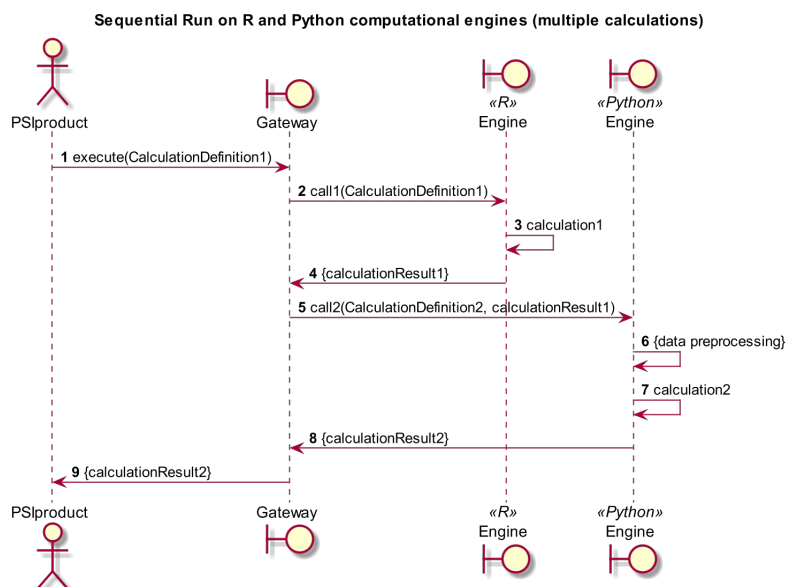 Sequential Run on R and Python computational engines (multiple calculations)
PSIproduct
Gateway
«R»
Engine
«Python»
Engine
1 execute(CalculationDefinition1)
2 call1(CalculationDefinition1)
3 calculation1
4 {calculationResult1}
5 call2(CalculationDefinition2, calculationResult1)
6 {data preprocessing}
7 calculation2
8 {calculationResult2}
9 {calculationResult2}
PSIproduct
Gateway
«R»
Engine
«Python»
Engine